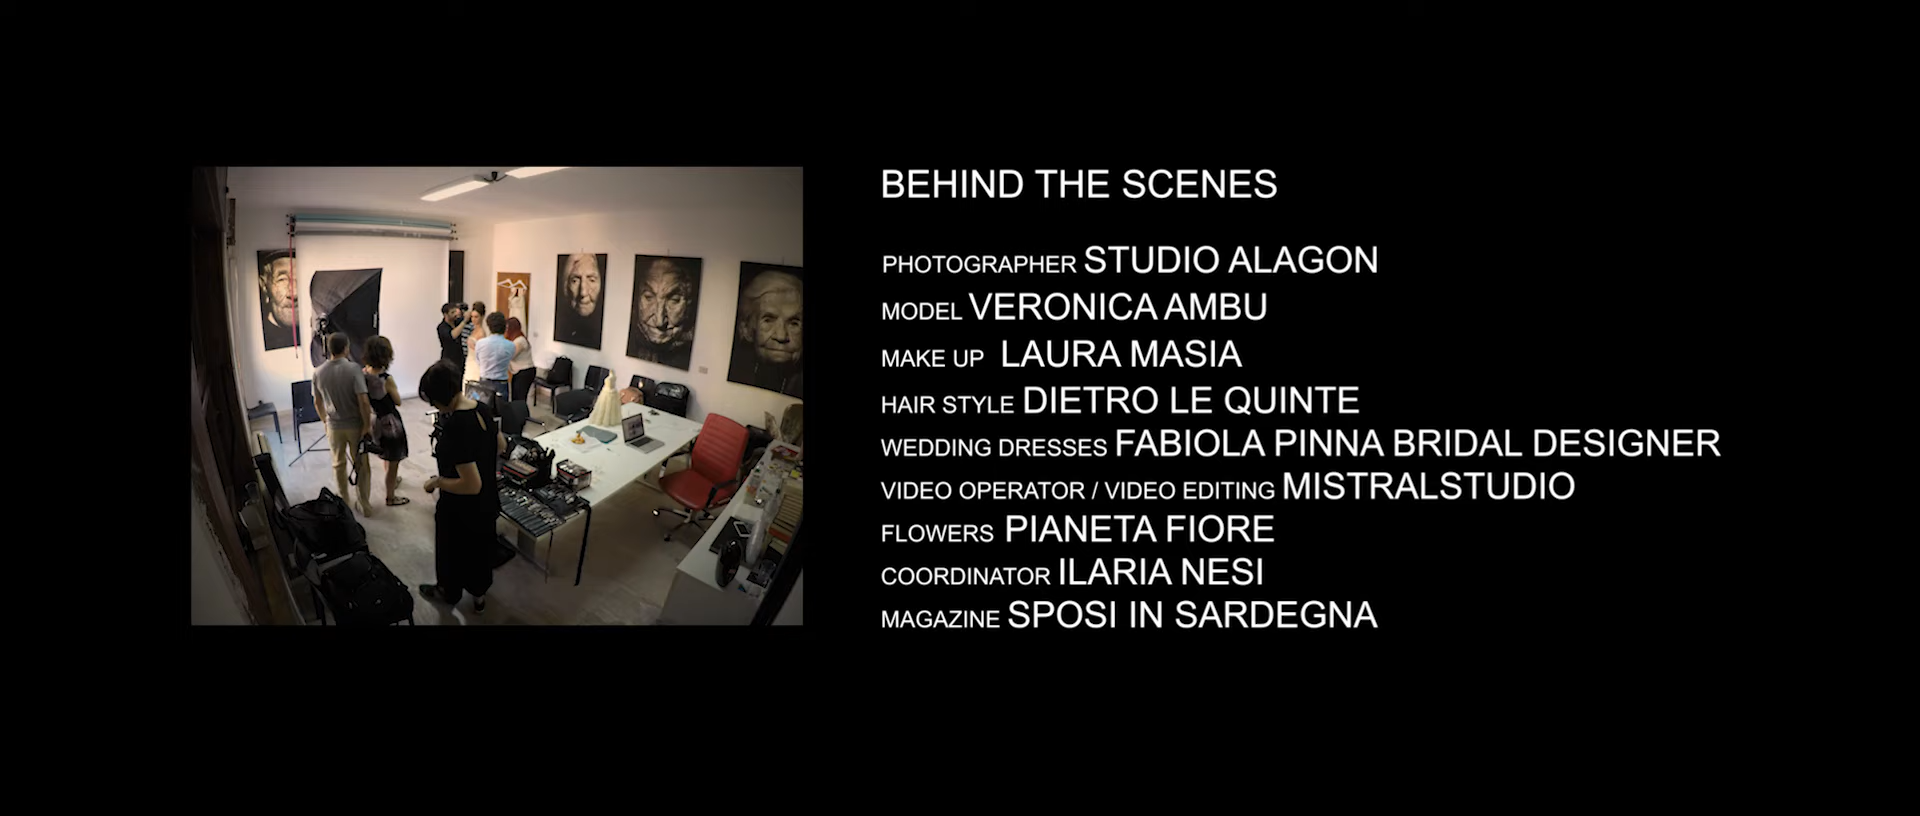 BEHIND THE SCENES
PHOTOGRAPHER STUDIO ALAGON
MODEL VERONICA AMBU
MAKE UP LAURA MASIA
HAIR STYLE DIETRO LE QUINTE
WEDDING DRESSES FABIOLA PINNA BRIDAL DESIGNER
VIDEO OPERATOR / VIDEO EDITING MISTRALSTUDIO
FLOWERS PIANETA FIORE
COORDINATOR ILARIA NESI
MAGAZINE SPOSI IN SARDEGNA